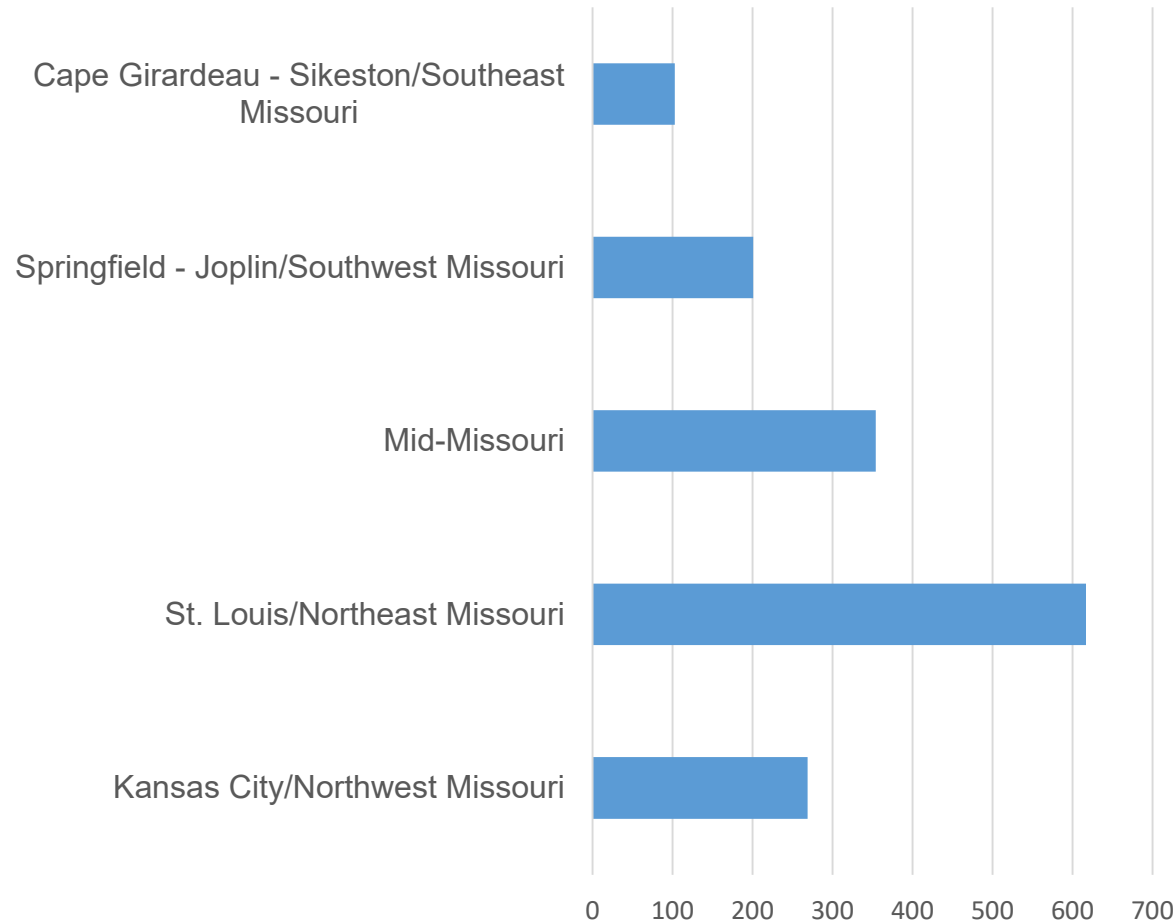 Cape Girardeau - Sikeston/Southeast
Missouri
Springfield - Joplin/Southwest Missouri
Mid-Missouri
St. Louis/Northeast Missouri
Kansas City/Northwest Missouri
0 100 200 300 400 500 600 700